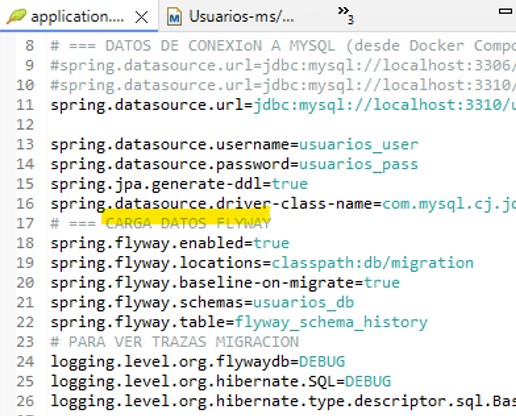 application....
Usuarios-ms/...
»3
8 # === DATOS DE CONEXIoN A MYSQL (desde Docker Compo
9 #spring.datasource.url=jdbc:mysql://localhost:3306/
10 #spring.datasource.url=jdbc:mysql://localhost:3310/
11 spring.datasource.url=jdbc:mysql://localhost:3310/u
12
13 spring.datasource.username=usuarios_user
14 spring.datasource.password=usuarios_pass
15 spring.jpa.generate-ddl=true
16 spring.datasource.driver-class-name=com.mysql.cj.jd
17 # === CARGA DATOS FLYWAY
18 spring.flyway.enabled=true
19 spring.flyway.locations=classpath:db/migration
20 spring.flyway.baseline-on-migrate=true
21 spring.flyway.schemas=usuarios_db
22 spring.flyway.table=flyway_schema_history
23 # PARA VER TRAZAS MIGRACION
24 logging.level.org.flywaydb=DEBUG
25 logging.level.org.hibernate.SQL=DEBUG
26 logging.level.org.hibernate.type.descriptor.sql.Bas